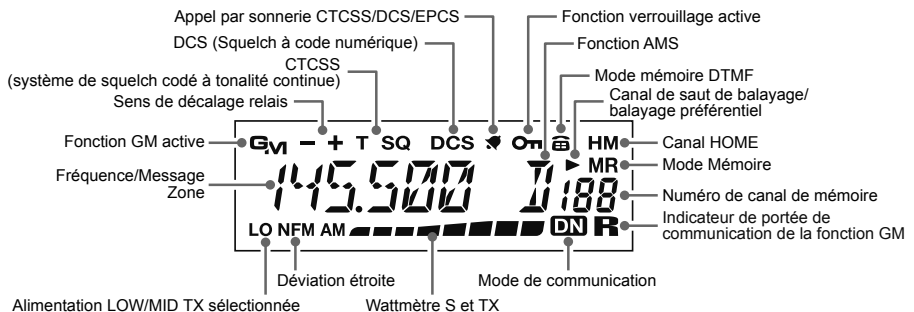 Appel par sonnerie CTCSS/DCS/EPCS
Fonction verrouillage active
DCS (Squelch à code numérique)
Fonction AMS
CTCSS
(système de squelch codé à tonalité continue)
Mode mémoire DTMF
Sens de décalage relais
Canal de saut de balayage/
balayage préférentiel
Fonction GM active
GM - + T SQ DCS HM
Canal HOME
MR
Mode Mémoire
Fréquence/Message
Zone
145.500 D 188
Numéro de canal de mémoire
LO NFM AM DN R
Indicateur de portée de
communication de la fonction GM
Déviation étroite
Mode de communication
Alimentation LOW/MID TX sélectionnée
Wattmètre S et TX